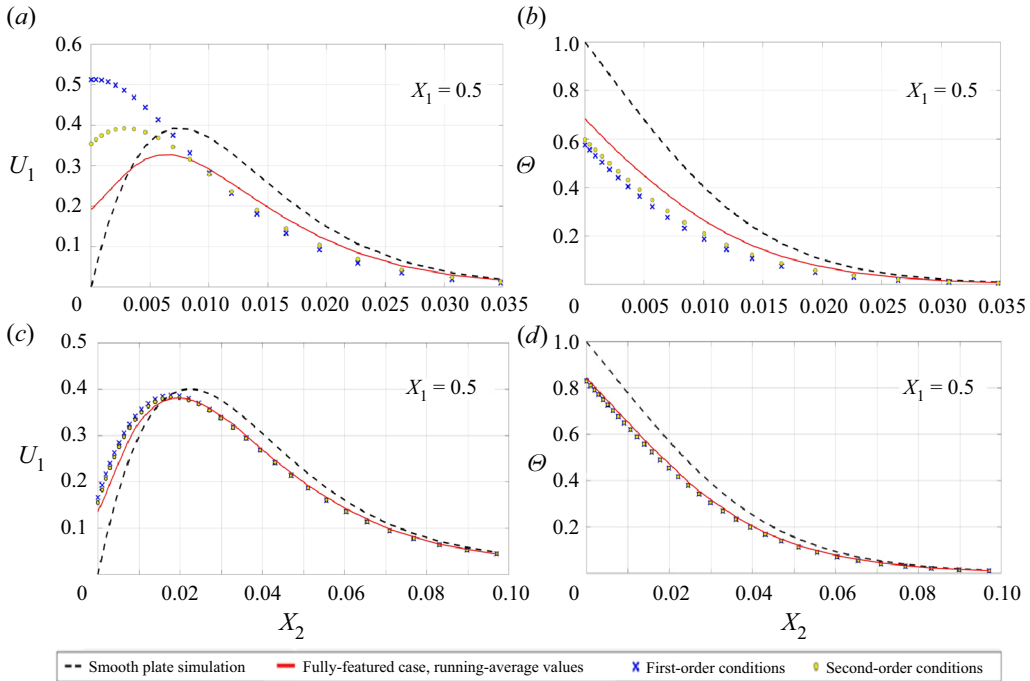 (a)
0.6
0.5
0.4
0.3
0.2
0.1
U1
X1 = 0.5
0 0.005 0.010 0.015 0.020 0.025 0.030 0.035
(b)
1.0
0.8
0.6
0.4
0.2
Θ
X1 = 0.5
0 0.005 0.010 0.015 0.020 0.025 0.030 0.035
(c)
0.5
0.4
0.3
0.2
0.1
U1
X1 = 0.5
0 0.02 0.04 0.06 0.08 0.10
X2
(d)
1.0
0.8
0.6
0.4
0.2
Θ
X1 = 0.5
0 0.02 0.04 0.06 0.08 0.10
X2
Smooth plate simulation Fully-featured case, running-average values First-order conditions Second-order conditions